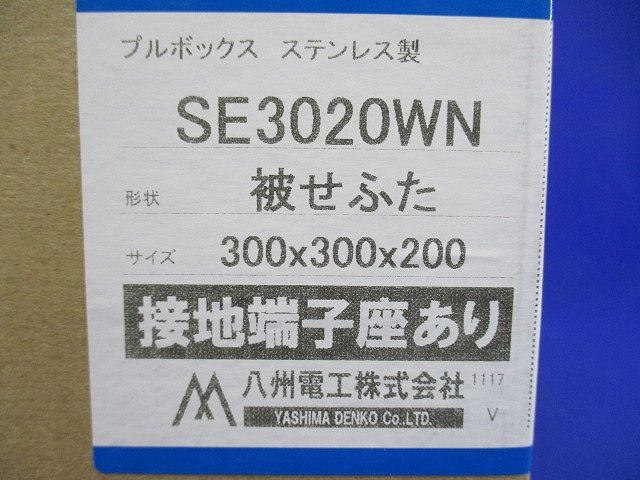 プルボックス ステンレス製
SE3020WN
形状 被せふた
サイズ 300x300x200
接地端子座あり
八州電工株式会社 1117
YASHIMA DENKO Co.,LTD. V